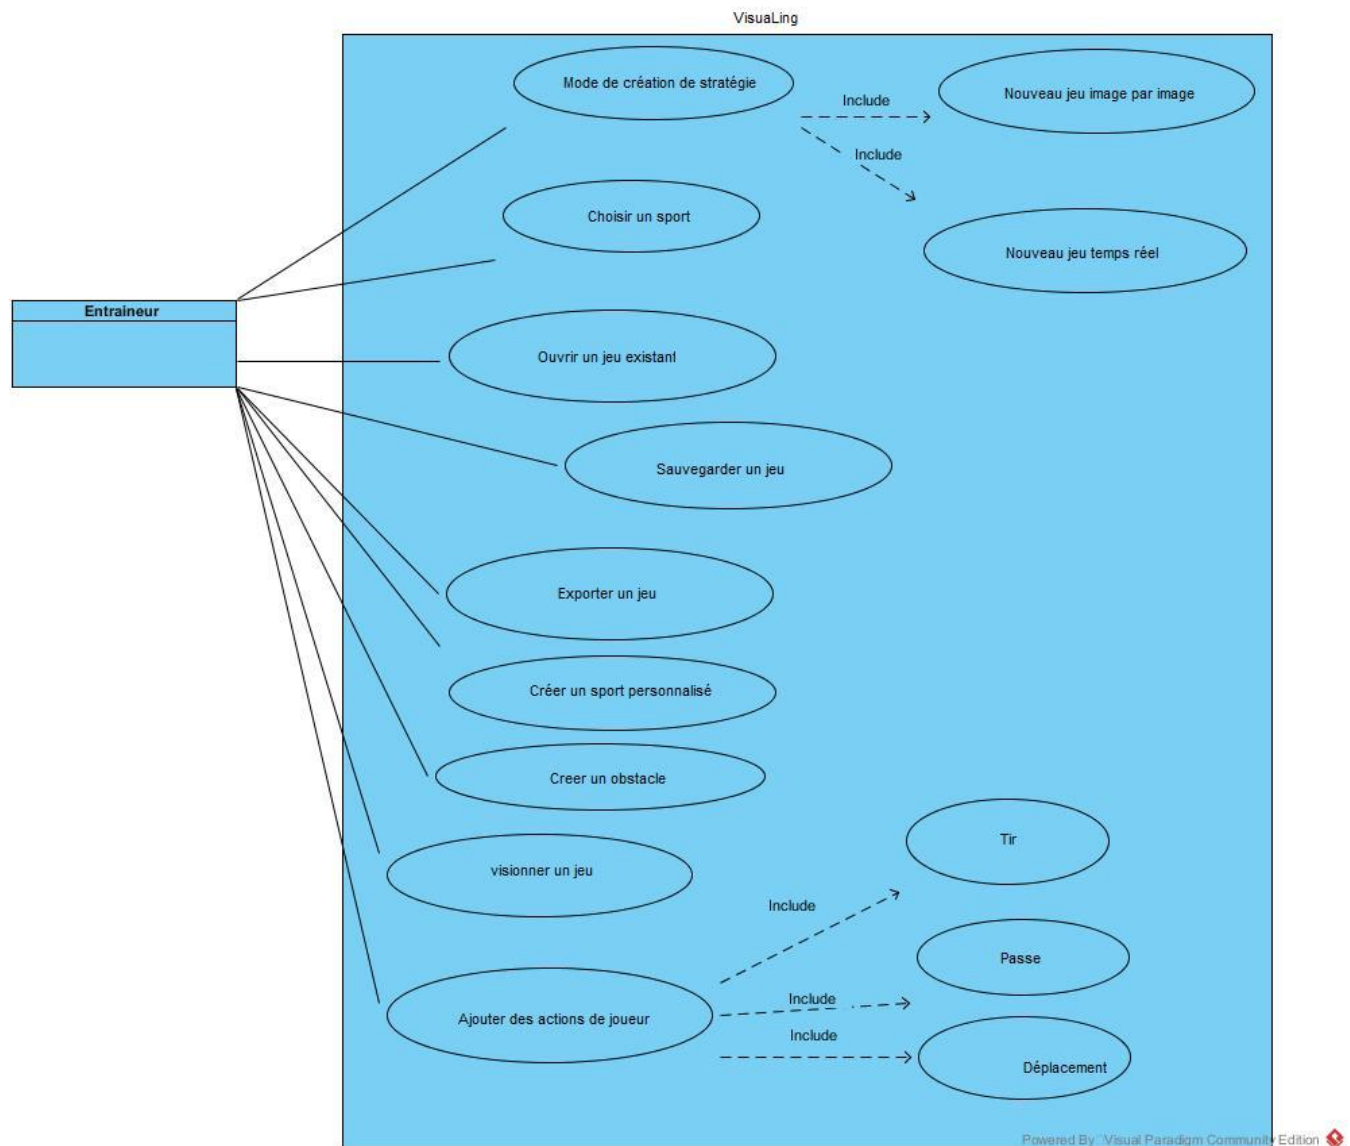 VisuaLing
Mode de création de stratégie
Include
Nouveau jeu image par image
Include
Choisir un sport
Nouveau jeu temps réel
Entraineur
Ouvrir un jeu existant
Sauvegarder un jeu
Exporter un jeu
Créer un sport personnalisé
Creer un obstacle
visionner un jeu
Tir
Include
Passe
Include
Ajouter des actions de joueur
Include
Déplacement
Powered By Visual Paradigm Community Edition